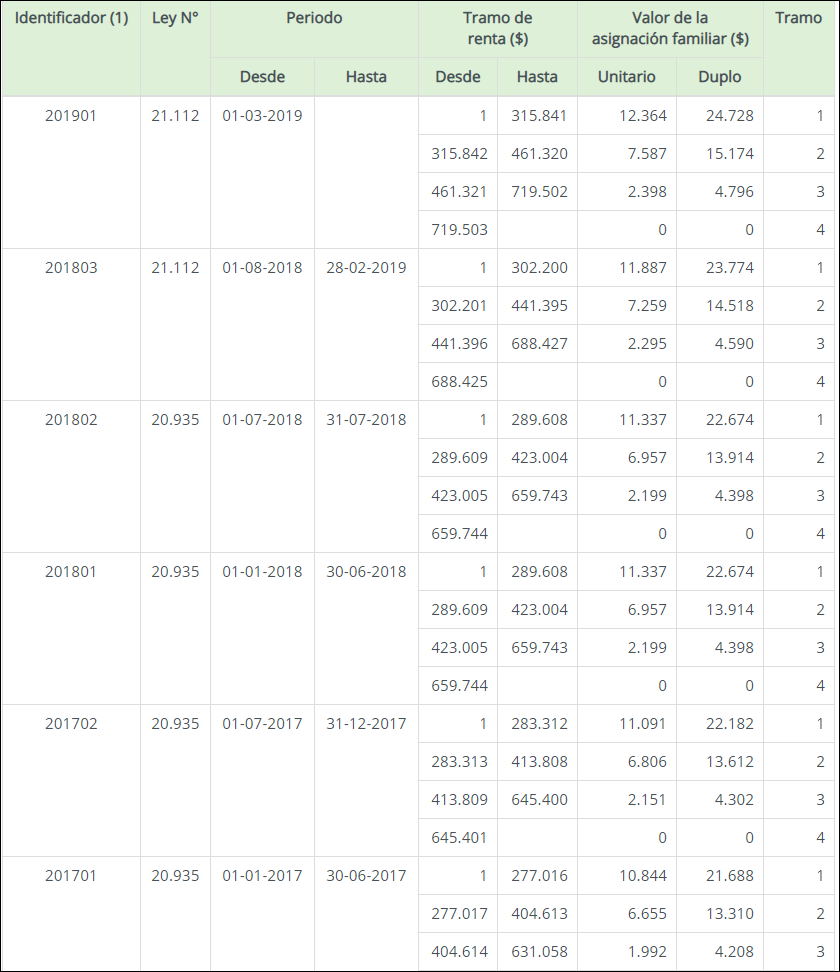 Identificador (1) Ley N° Periodo Tramo de renta ($) Valor de la asignación familiar ($) Tramo
Desde Hasta Desde Hasta Unitario Duplo
201901 21.112 01-03-2019 1 315.841 12.364 24.728 1
315.842 461.320 7.587 15.174 2
461.321 719.502 2.398 4.796 3
719.503 0 0 4
201803 21.112 01-08-2018 28-02-2019 1 302.200 11.887 23.774 1
302.201 441.395 7.259 14.518 2
441.396 688.427 2.295 4.590 3
688.425 0 0 4
201802 20.935 01-07-2018 31-07-2018 1 289.608 11.337 22.674 1
289.609 423.004 6.957 13.914 2
423.005 659.743 2.199 4.398 3
659.744 0 0 4
201801 20.935 01-01-2018 30-06-2018 1 289.608 11.337 22.674 1
289.609 423.004 6.957 13.914 2
423.005 659.743 2.199 4.398 3
659.744 0 0 4
201702 20.935 01-07-2017 31-12-2017 1 283.312 11.091 22.182 1
283.313 413.808 6.806 13.612 2
413.809 645.400 2.151 4.302 3
645.401 0 0 4
201701 20.935 01-01-2017 30-06-2017 1 277.016 10.844 21.688 1
277.017 404.613 6.655 13.310 2
404.614 631.058 1.992 4.208 3